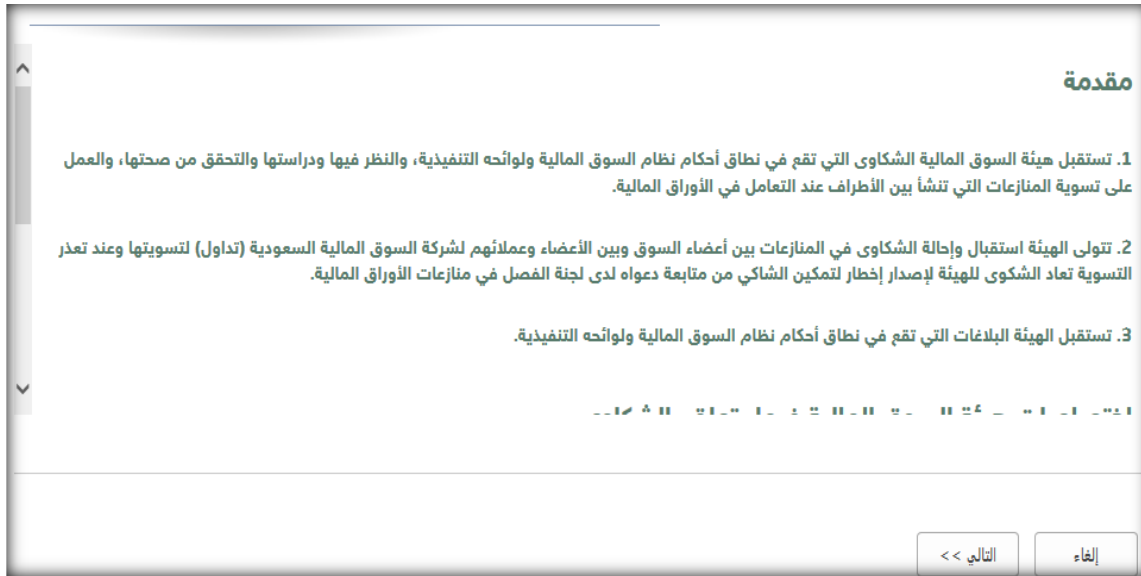 مقدمة
1. تستقبل هيئة السوق المالية الشكاوى التي تقع في نطاق أحكام نظام السوق المالية ولوائحه التنفيذية، والنظر فيها ودراستها والتحقق من صحتها، والعمل
على تسوية المنازعات التي تنشأ بين الأطراف عند التعامل في الأوراق المالية.
2. تتولى الهيئة استقبال وإحالة الشكاوى في المنازعات بين أعضاء السوق وبين الأعضاء وعملائهم لشركة السوق المالية السعودية (تداول) لتسويتها وعند تعذر
التسوية تعاد الشكوى للهيئة لإصدار إخطار لتمكين الشاكي من متابعة دعواه لدى لجنة الفصل في منازعات الأوراق المالية.
3. تستقبل الهيئة البلاغات التي تقع في نطاق أحكام نظام السوق المالية ولوائحه التنفيذية.
إلغاء
التالي >>